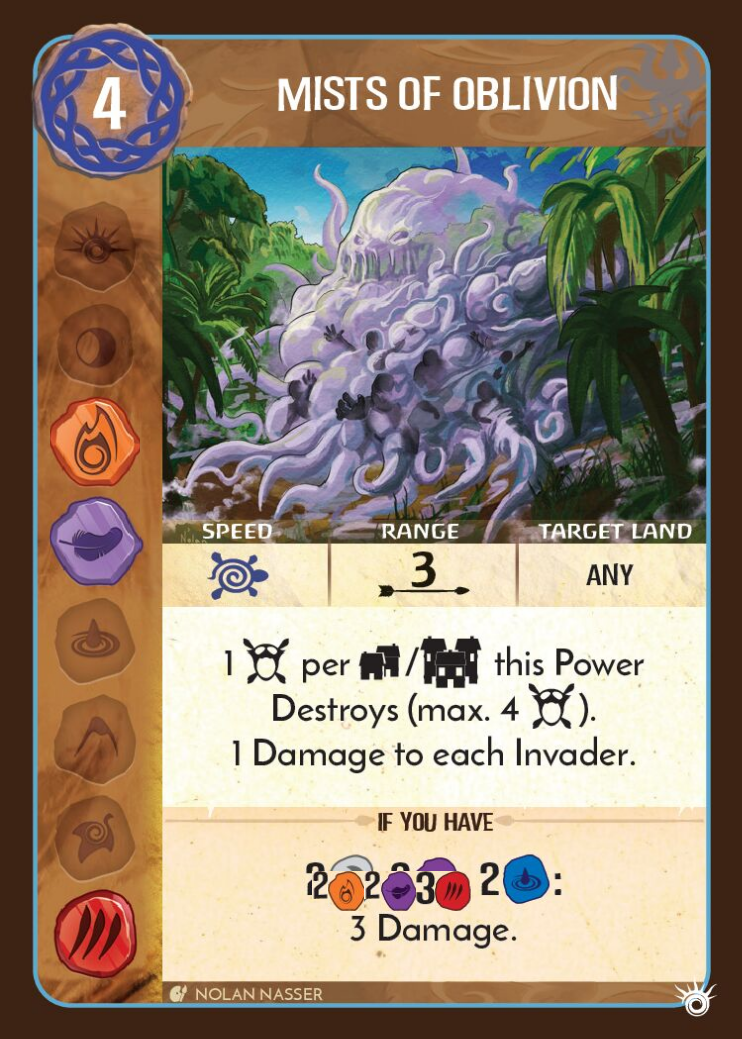 4
MISTS OF OBLIVION
SPEED RANGE TARGET LAND
3 ANY
1 per / this Power
Destroys (max. 4 ).
1 Damage to each Invader.
IF YOU HAVE
2 2 3 2 :
3 Damage.
NOLAN NASSER